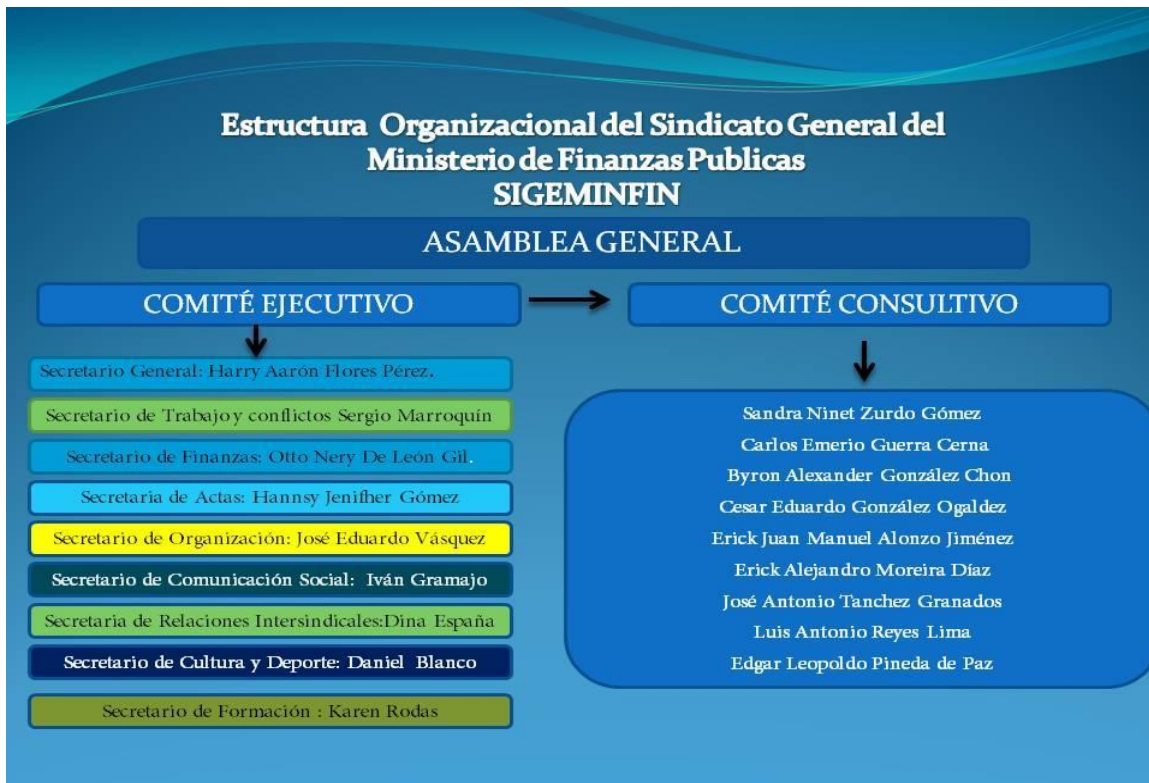 Estructura Organizacional del Sindicato General del
Ministerio de Finanzas Publicas
SIGEMINFIN
ASAMBLEA GENERAL
COMITÉ EJECUTIVO
Secretario General: Harry Aarón Flores Pérez.
Secretario de Trabajo y conflictos Sergio Marroquín
Secretario de Finanzas: Otto Nery De León Gil.
Secretaria de Actas: Hannsy Jenifher Gómez
Secretario de Organización: José Eduardo Vásquez
Secretario de Comunicación Social: Iván Gramajo
Secretaria de Relaciones Intersindicales:Dina España
Secretario de Cultura y Deporte: Daniel Blanco
Secretario de Formación : Karen Rodas
COMITÉ CONSULTIVO
Sandra Ninet Zurdo Gómez
Carlos Emerio Guerra Cerna
Byron Alexander González Chon
Cesar Eduardo González Ogaldez
Erick Juan Manuel Alonzo Jiménez
Erick Alejandro Moreira Díaz
José Antonio Tanchez Granados
Luis Antonio Reyes Lima
Edgar Leopoldo Pineda de Paz